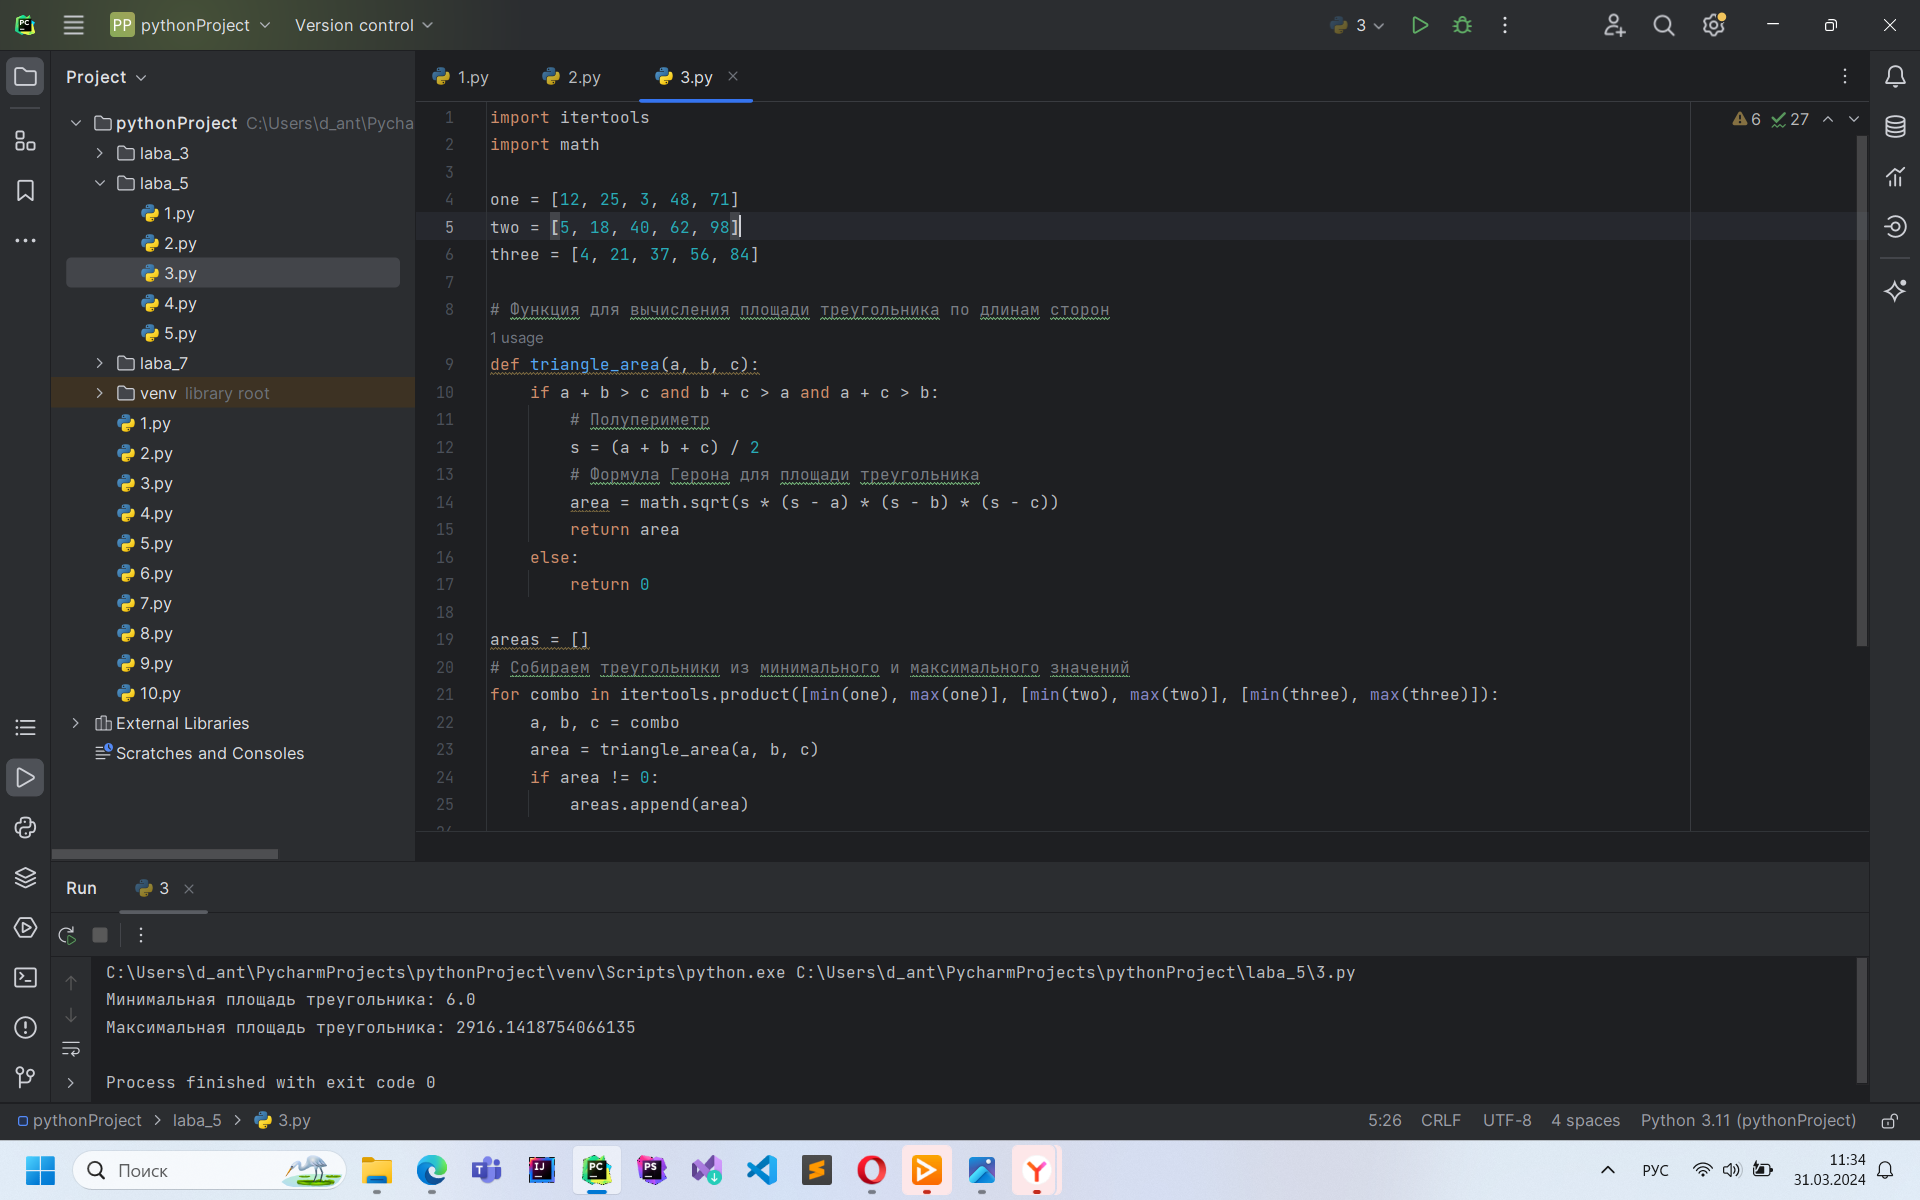 PP pythonProject Version control 3
Project
1.py 2.py 3.py
pythonProject C:\Users\d_ant\Pycha
laba_3
laba_5
1.py
2.py
3.py
4.py
5.py
laba_7
venv library root
1.py
2.py
3.py
4.py
5.py
6.py
7.py
8.py
9.py
10.py
External Libraries
Scratches and Consoles
6 27
1 import itertools
2 import math
3
4 one = [12, 25, 3, 48, 71]
5 two = [5, 18, 40, 62, 98]
6 three = [4, 21, 37, 56, 84]
7
8 # Функция для вычисления площади треугольника по длинам сторон
1 usage
9 def triangle_area(a, b, c):
10 if a + b > c and b + c > a and a + c > b:
11 # Полупериметр
12 s = (a + b + c) / 2
13 # Формула Герона для площади треугольника
14 area = math.sqrt(s * (s - a) * (s - b) * (s - c))
15 return area
16 else:
17 return 0
18
19 areas = []
20 # Собираем треугольники из минимального и максимального значений
21 for combo in itertools.product([min(one), max(one)], [min(two), max(two)], [min(three), max(three)]):
22 a, b, c = combo
23 area = triangle_area(a, b, c)
24 if area != 0:
25 areas.append(area)
Run 3
C:\Users\d_ant\PycharmProjects\pythonProject\venv\Scripts\python.exe C:\Users\d_ant\PycharmProjects\pythonProject\laba_5\3.py
Минимальная площадь треугольника: 6.0
Максимальная площадь треугольника: 2916.1418754066135
Process finished with exit code 0
pythonProject > laba_5 > 3.py 5:26 CRLF UTF-8 4 spaces Python 3.11 (pythonProject)
Поиск
РУС
11:34
31.03.2024